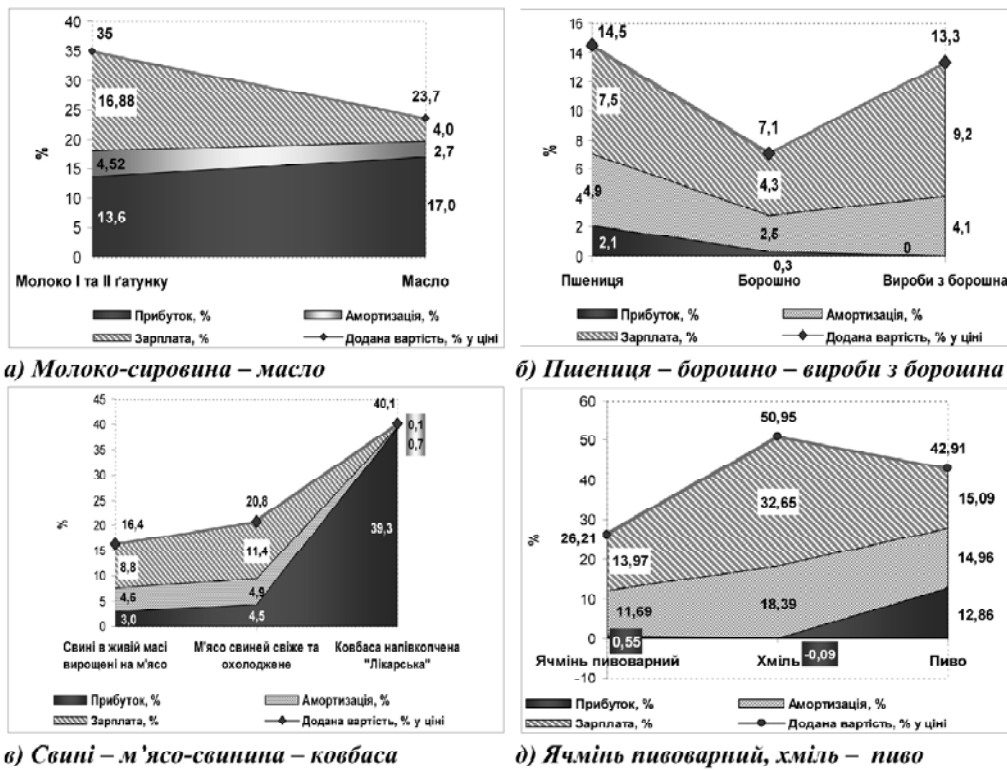 40
35
30
25
20
15
10
5
0
%
35
16,88
4,52
13,6
23,7
4,0
2,7
17,0
Молоко I та II ґатунку
Масло
Прибуток, %
Амортизація, %
Зарплата, %
Додана вартість, % у ціні
а) Молоко-сировина – масло
16
14
12
10
8
6
4
2
0
%
14,5
7,5
4,9
2,1
7,1
4,3
2,5
0,3
13,3
9,2
4,1
0
Пшениця
Борошно
Вироби з борошна
Прибуток, %
Амортизація, %
Зарплата, %
Додана вартість, % у ціні
б) Пшениця – борошно – вироби з борошна
45
40
35
30
25
20
15
10
5
0
%
16,4
8,8
4,6
3,0
20,8
11,4
4,9
4,5
40,1
0,1
0,7
39,3
Свині в живій масі
вирощені на м'ясо
М'ясо свиней свіже та
охолоджене
Ковбаса напівкопчена
"Лікарська"
Прибуток, %
Амортизація, %
Зарплата, %
Додана вартість, % у ціні
в) Свині – м'ясо-свинина – ковбаса
60
50
40
30
20
10
0
-10
%
26,21
13,97
11,69
0,55
50,95
32,65
18,39
-0,09
42,91
15,09
14,96
12,86
Ячмінь пивоварний
Хміль
Пиво
Прибуток, %
Амортизація, %
Зарплата, %
Додана вартість, % у ціні
д) Ячмінь пивоварний, хміль – пиво